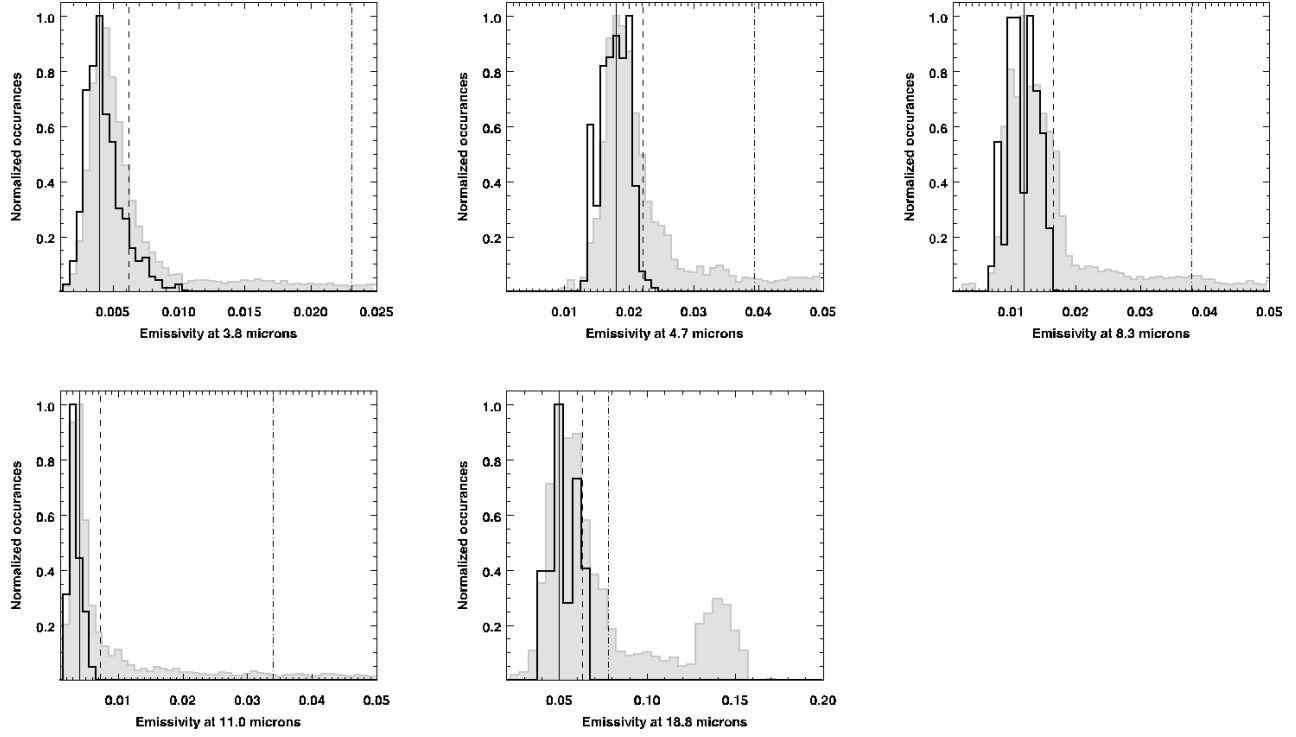 1.0
0.8
0.6
0.4
0.2
Normalized occurances
0.005 0.010 0.015 0.020 0.025
Emissivity at 3.8 microns
1.0
0.8
0.6
0.4
0.2
Normalized occurances
0.01 0.02 0.03 0.04 0.05
Emissivity at 4.7 microns
1.0
0.8
0.6
0.4
0.2
Normalized occurances
0.01 0.02 0.03 0.04 0.05
Emissivity at 8.3 microns
1.0
0.8
0.6
0.4
0.2
Normalized occurances
0.01 0.02 0.03 0.04 0.05
Emissivity at 11.0 microns
1.0
0.8
0.6
0.4
0.2
Normalized occurances
0.05 0.10 0.15 0.20
Emissivity at 18.8 microns